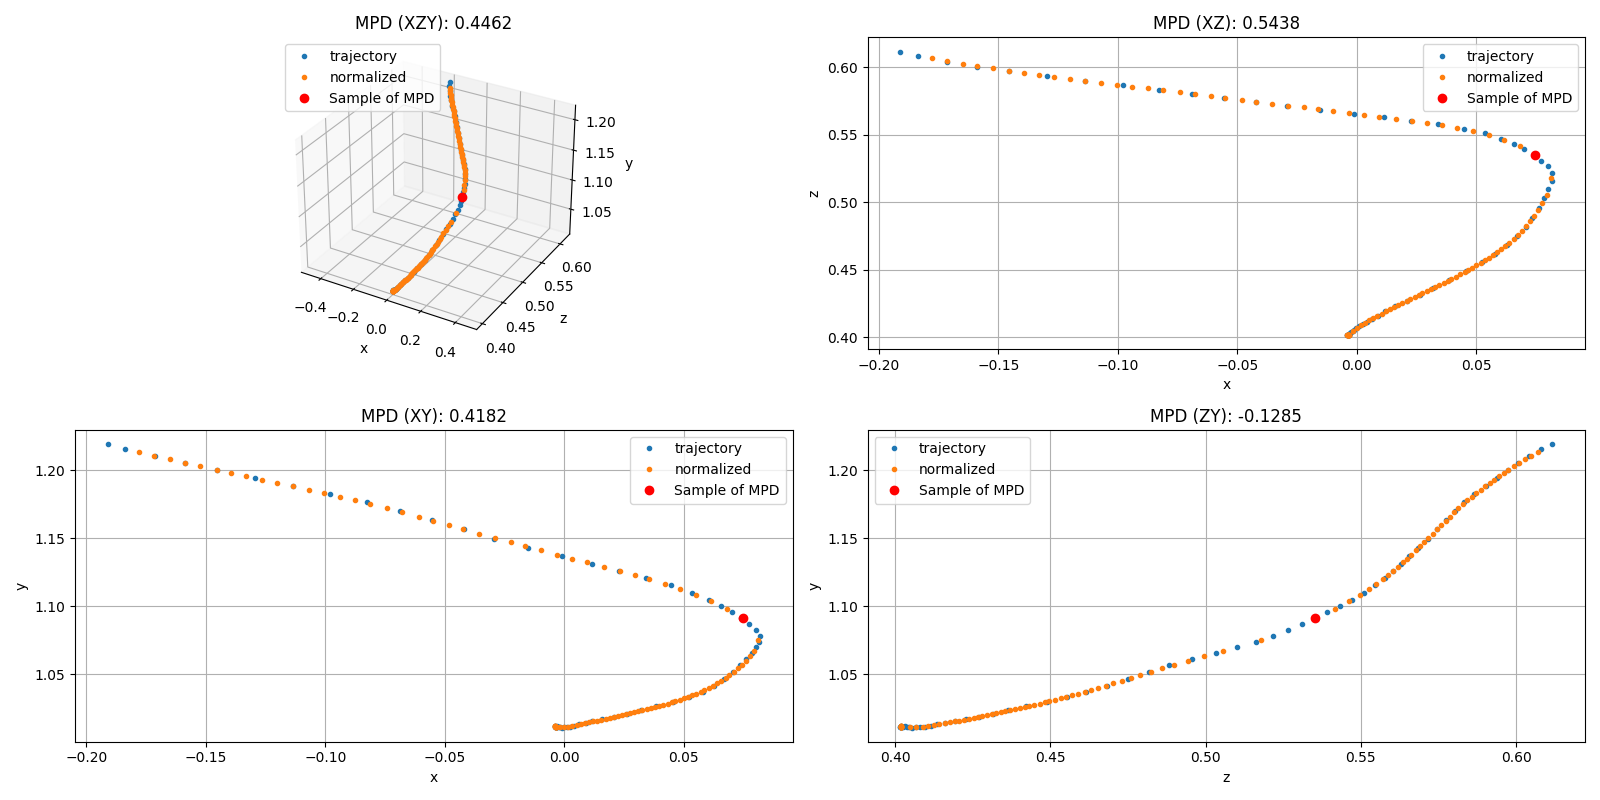 MPD (XZY): 0.4462
trajectory
normalized
Sample of MPD
1.20
1.15
1.10
1.05
y
0.60
0.55
0.50
0.45
0.40
z
−0.4
−0.2
0.0
0.2
0.4
x
MPD (XZ): 0.5438
trajectory
normalized
Sample of MPD
0.60
0.55
0.50
0.45
0.40
z
−0.20
−0.15
−0.10
−0.05
0.00
0.05
x
MPD (XY): 0.4182
trajectory
normalized
Sample of MPD
1.20
1.15
1.10
1.05
y
−0.20
−0.15
−0.10
−0.05
0.00
0.05
x
MPD (ZY): -0.1285
trajectory
normalized
Sample of MPD
1.20
1.15
1.10
1.05
y
0.40
0.45
0.50
0.55
0.60
z